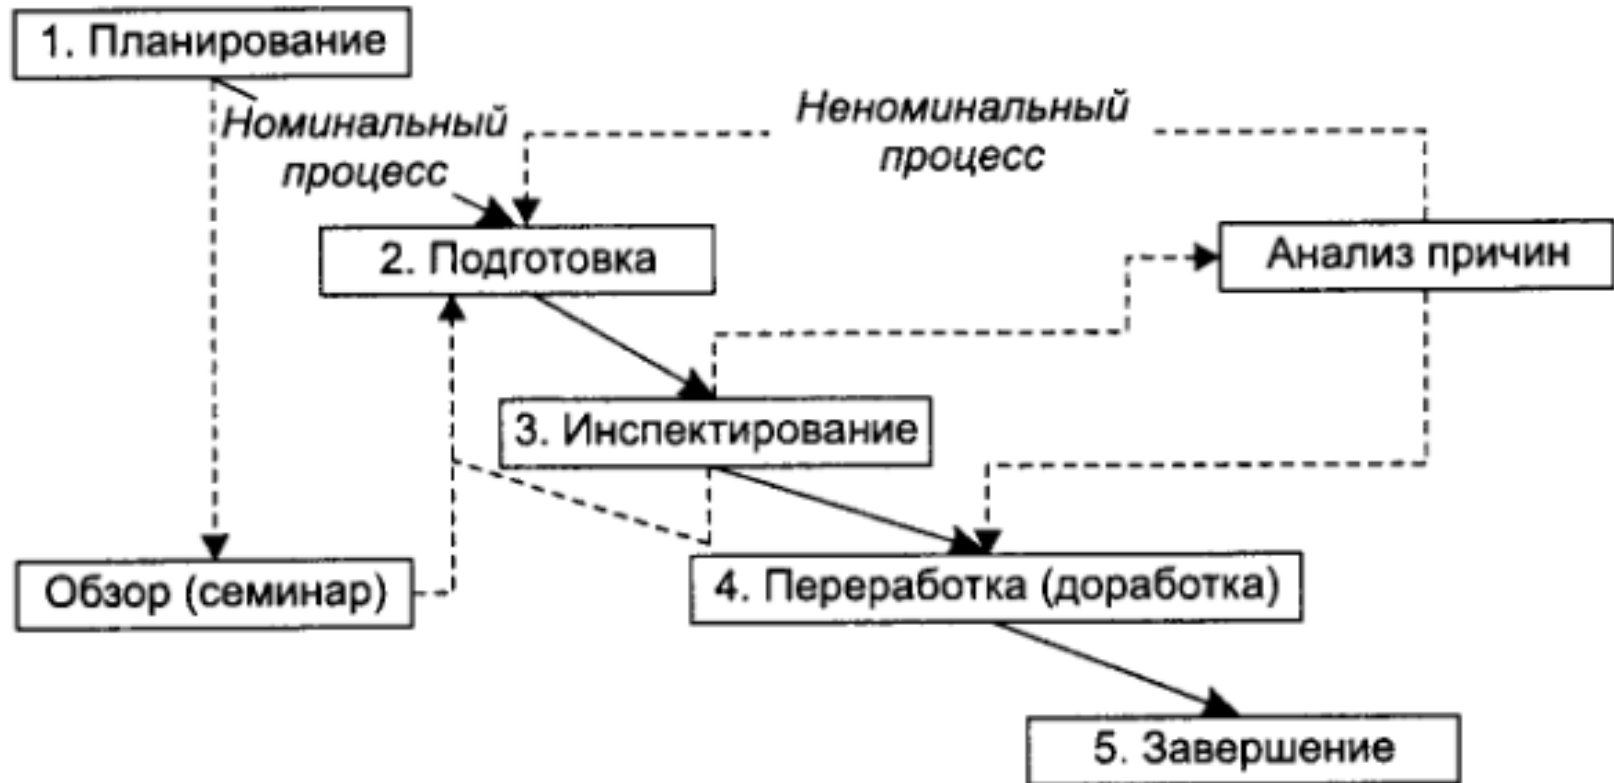 1. Планирование
Номинальный
процесс
Неноминальный
процесс
2. Подготовка
Анализ причин
3. Инспектирование
Обзор (семинар)
4. Переработка (доработка)
5. Завершение